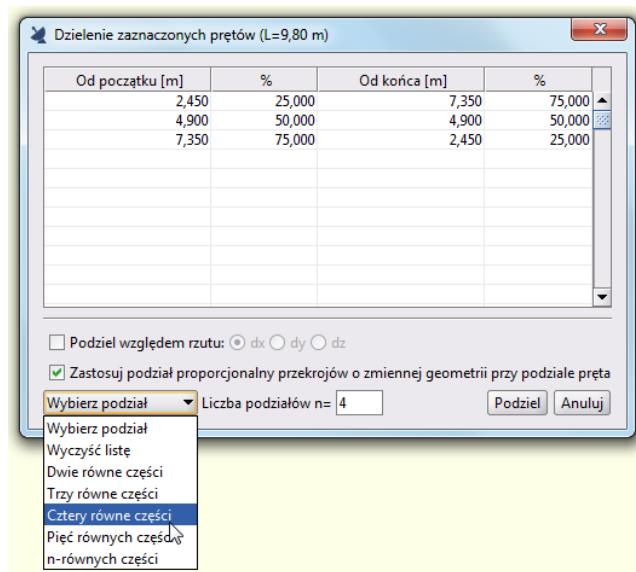 Dzielenie zaznaczonych prętów (L=9,80 m)
Od początku [m] % Od końca [m] %
2,450 25,000 7,350 75,000
4,900 50,000 4,900 50,000
7,350 75,000 2,450 25,000
Podziel względem rzutu: dx dy dz
Zastosuj podział proporcjonalny przekrojów o zmiennej geometrii przy podziale pręta
Wybierz podział Liczba podziałów n= 4 Podziel Anuluj
Wybierz podział
Wyczyść listę
Dwie równe części
Trzy równe części
Cztery równe części
Pięć równych części
n-równych części